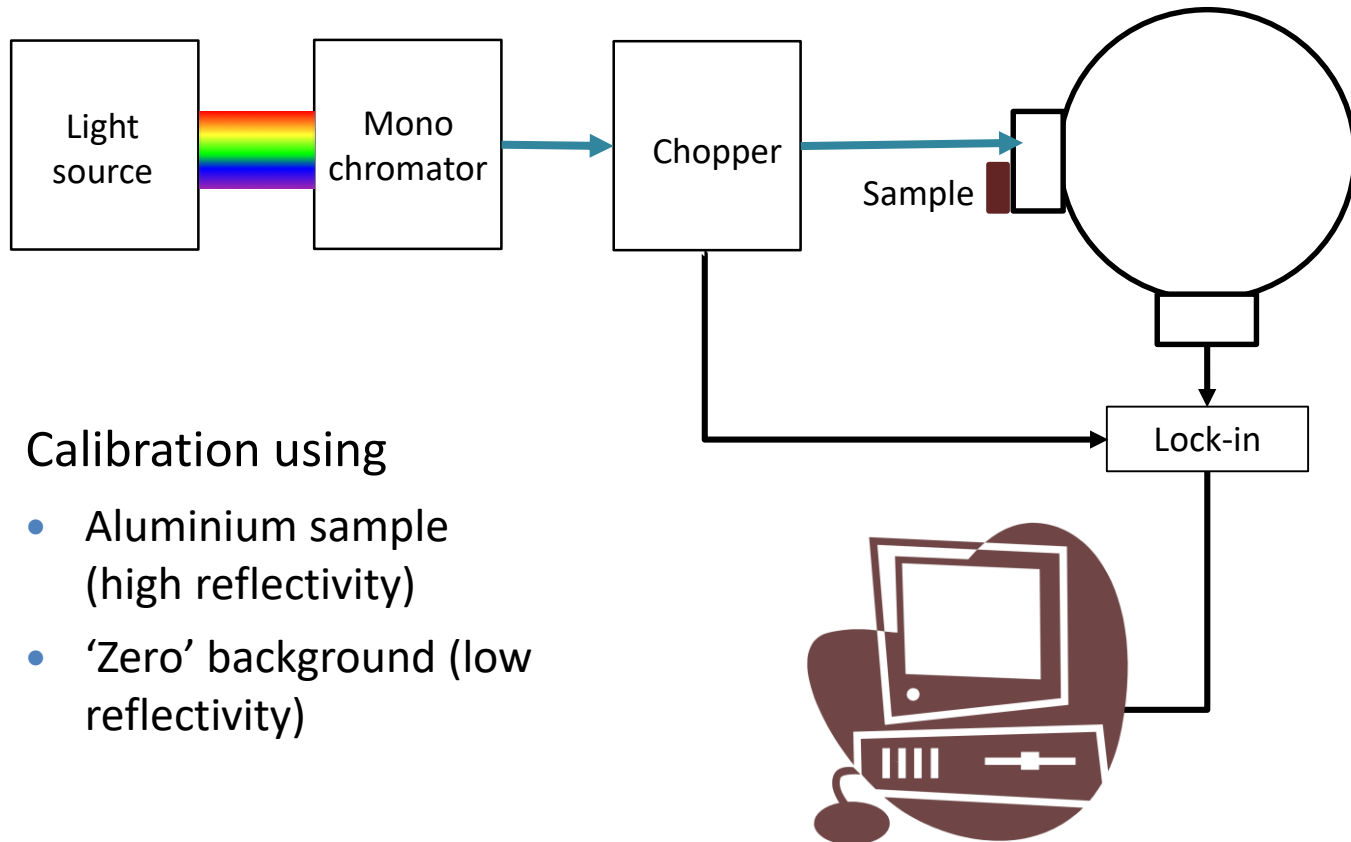 Light
source
Mono
chromator
Chopper
Sample
Lock-in
Calibration using
• Aluminium sample
(high reflectivity)
• ‘Zero’ background (low
reflectivity)